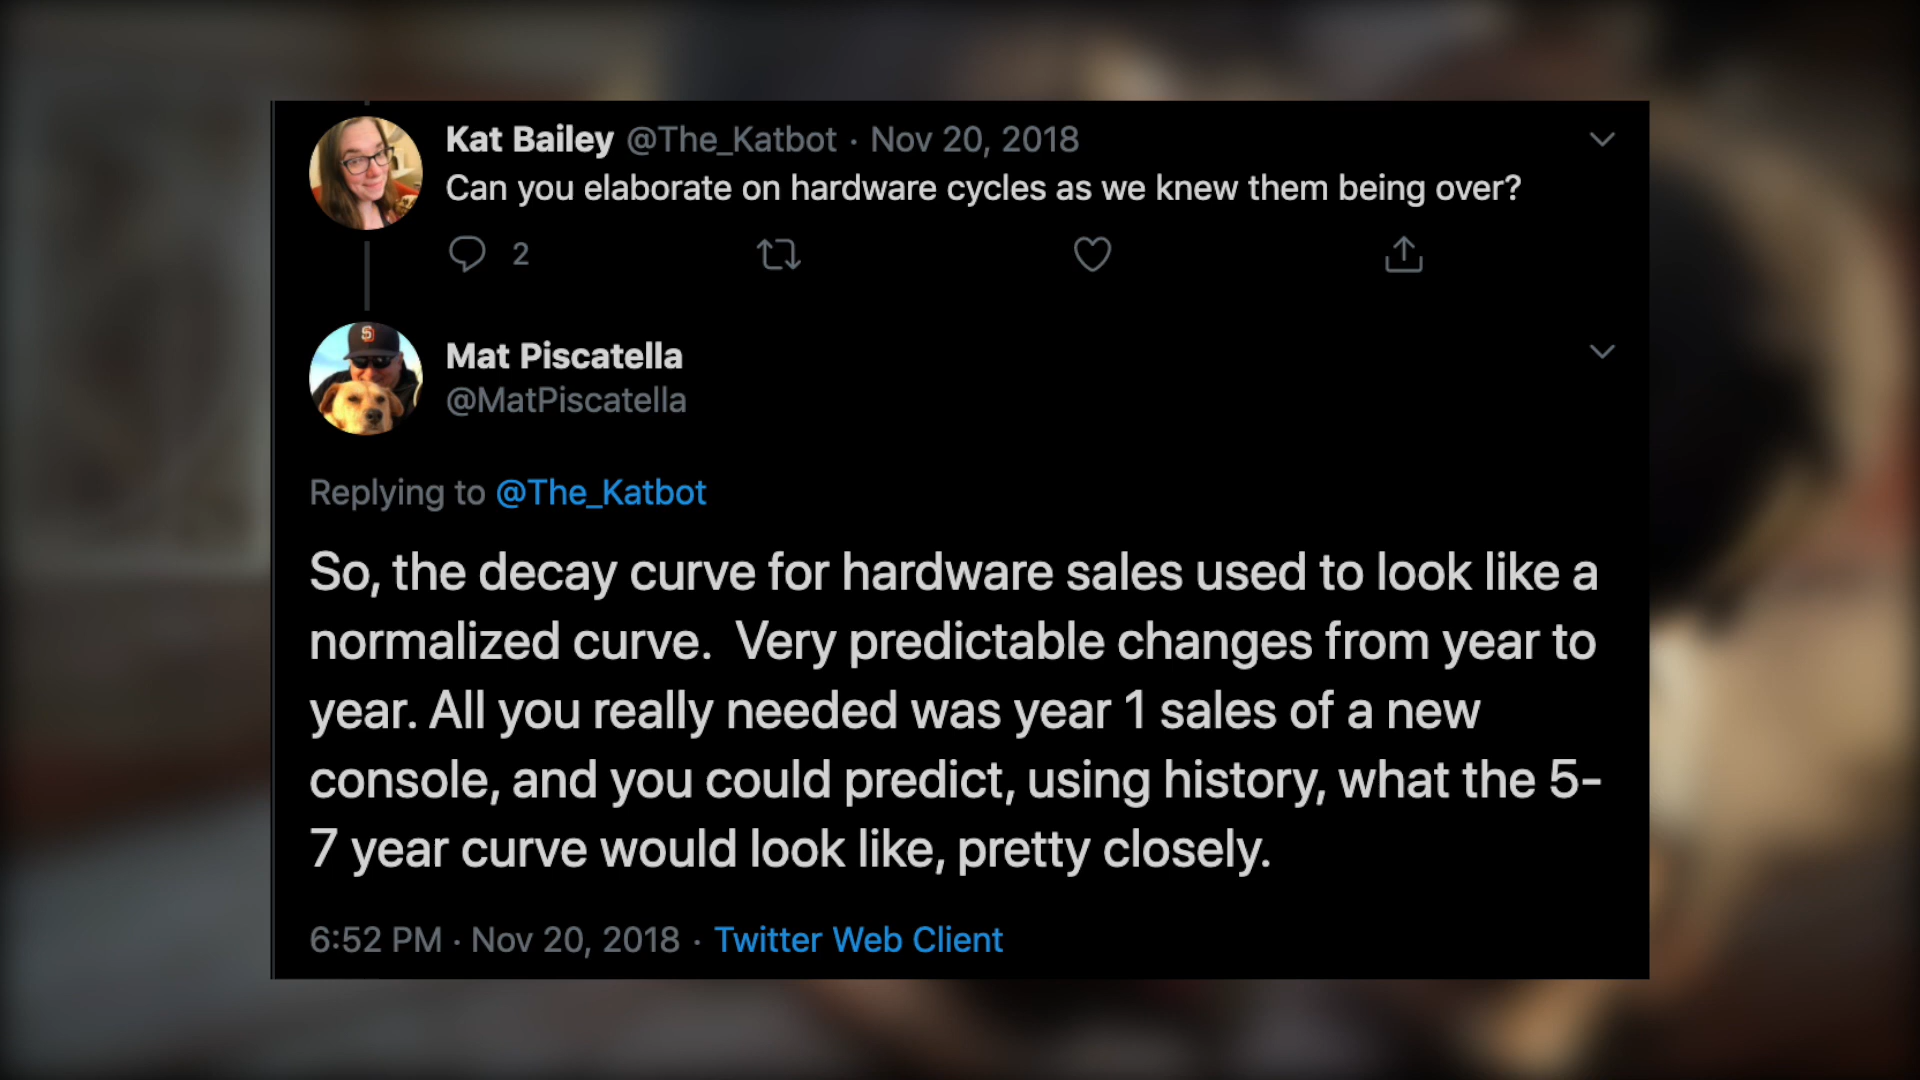 Kat Bailey @The_Katbot · Nov 20, 2018
Can you elaborate on hardware cycles as we knew them being over?
2
Mat Piscatella
@MatPiscatella
Replying to @The_Katbot
So, the decay curve for hardware sales used to look like a
normalized curve.  Very predictable changes from year to
year. All you really needed was year 1 sales of a new
console, and you could predict, using history, what the 5-
7 year curve would look like, pretty closely.
6:52 PM · Nov 20, 2018 · Twitter Web Client